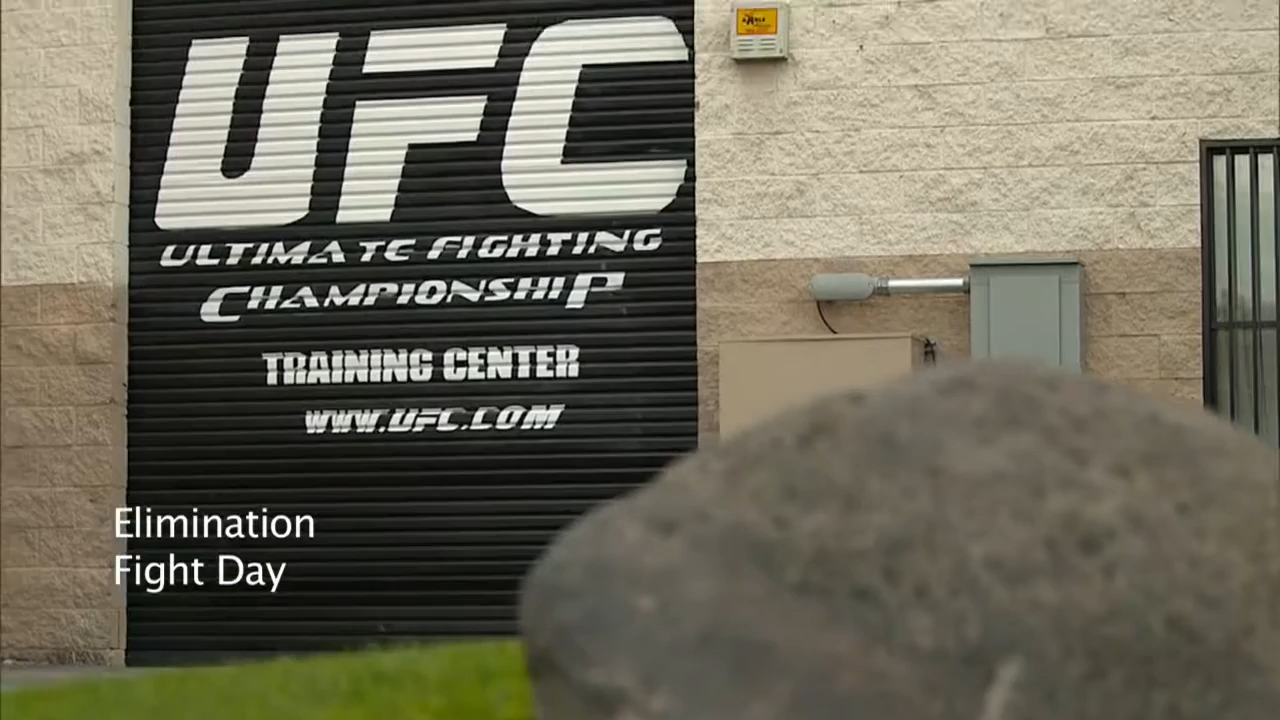 UFC
ULTIMATE FIGHTING
CHAMPIONSHIP
TRAINING CENTER
WWW.UFC.COM
Elimination
Fight Day